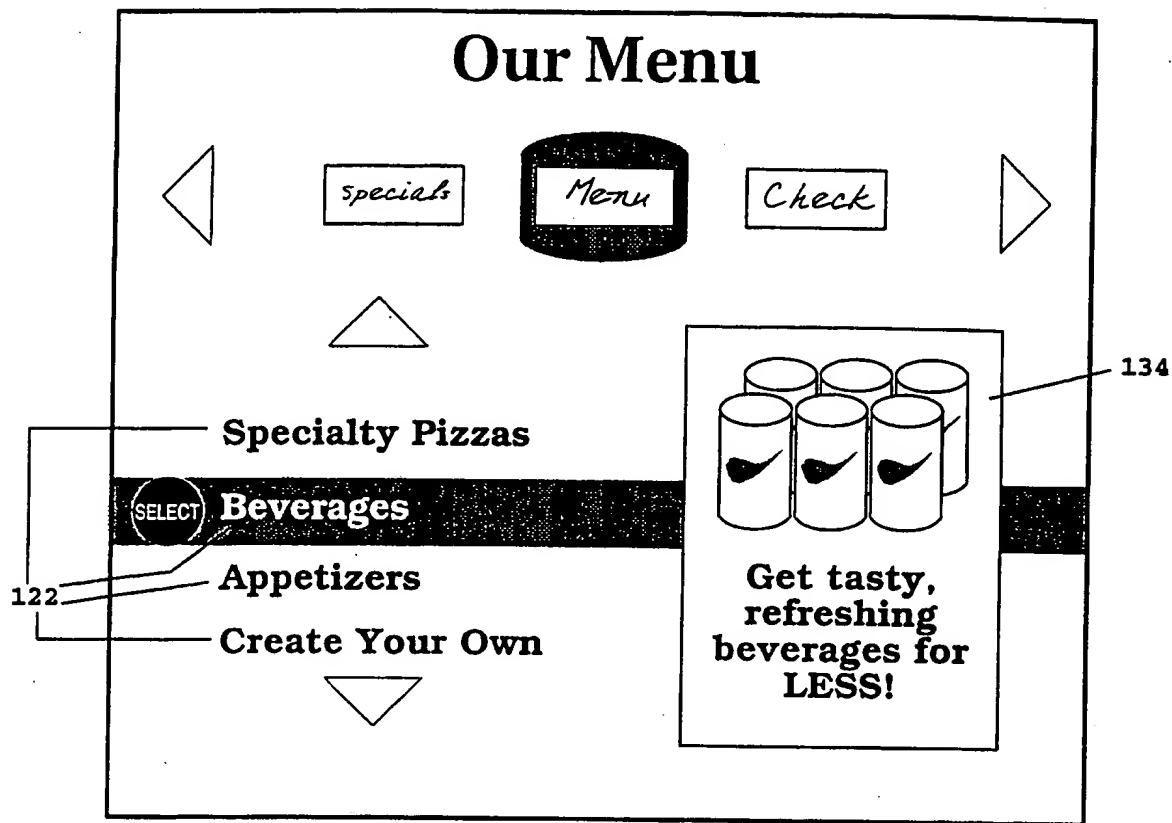 Our Menu
specials
Menu
Check
134
Specialty Pizzas
SELECT
Beverages
Appetizers
122
Create Your Own
Get tasty,
refreshing
beverages for
LESS!